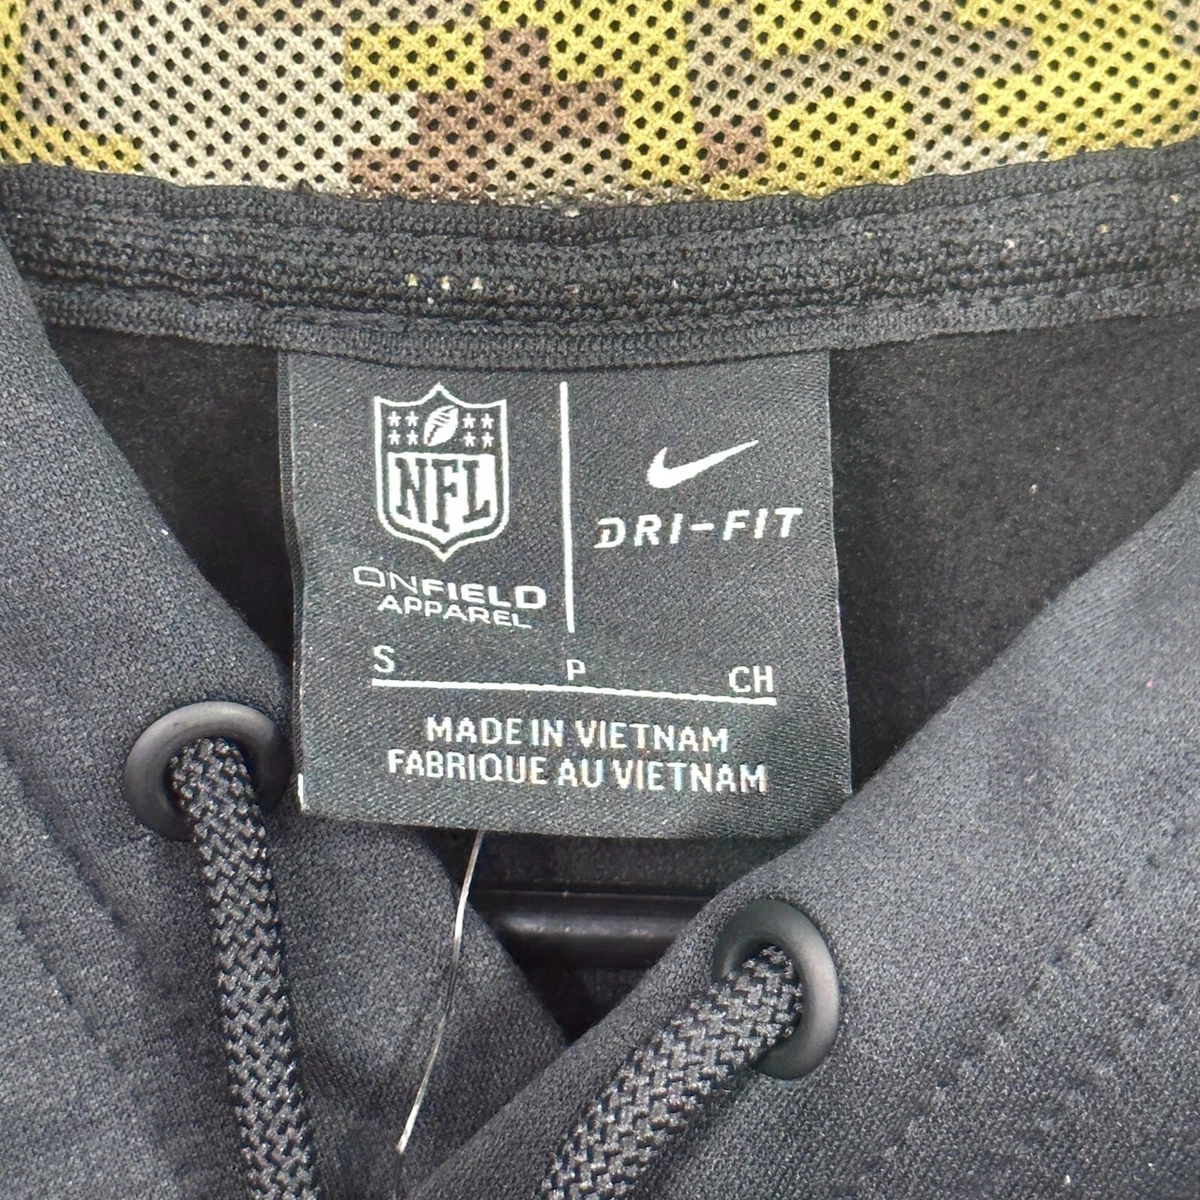 NFL
ONFIELD
APPAREL
DRI-FIT
S P CH
MADE IN VIETNAM
FABRIQUE AU VIETNAM